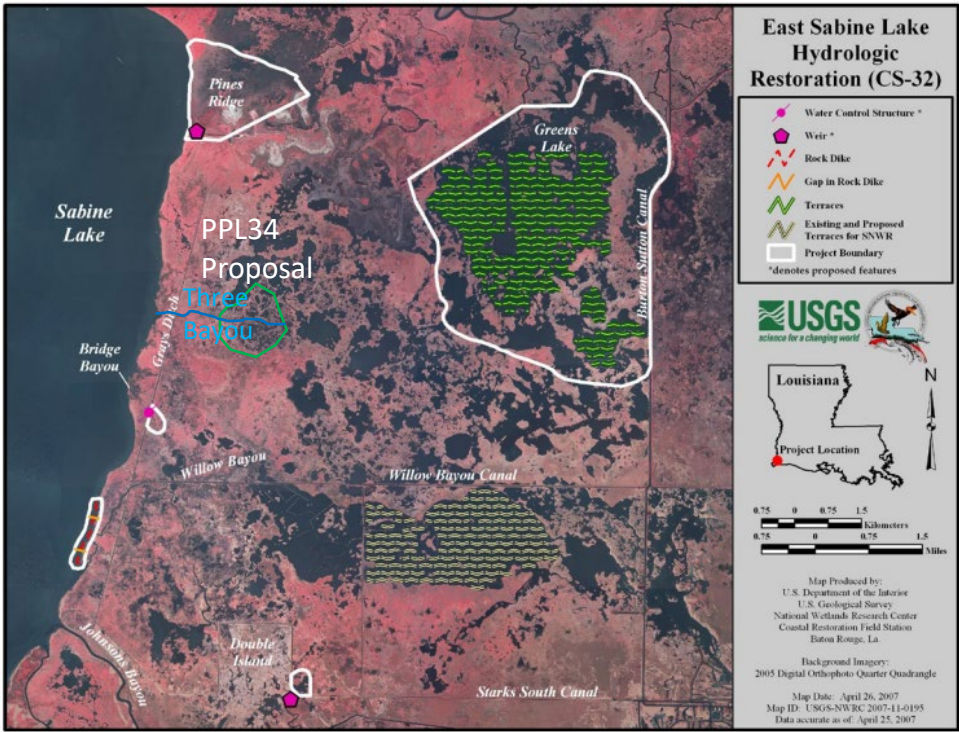 Pines
Ridge
Greens
Lake
Sabine
Lake
PPL34
Proposal
Three
Bayou
Grays Ditch
Burton Sutton Canal
Bridge
Bayou
Willow Bayou
Willow Bayou Canal
Johnsons Bayou
Double
Island
Starks South Canal
East Sabine Lake
Hydrologic
Restoration (CS-32)
Water Control Structure *
Weir *
Rock Dike
Gap in Rock Dike
Terraces
Existing and Proposed
Terraces for SNWR
Project Boundary
*denotes proposed features
USGS
science for a changing world
N
Louisiana
Project Location
0.75 0 0.75 1.5
Kilometers
0.75 0 0.75 1.5
Miles
Map Produced by:
U.S. Department of the Interior
U.S. Geological Survey
National Wetlands Research Center
Coastal Restoration Field Station
Baton Rouge, La.
Background Imagery:
2005 Digital Orthophoto Quarter Quadrangle
Map Date: April 26, 2007
Map ID: USGS-NWRC 2007-11-0195
Data accurate as of: April 25, 2007